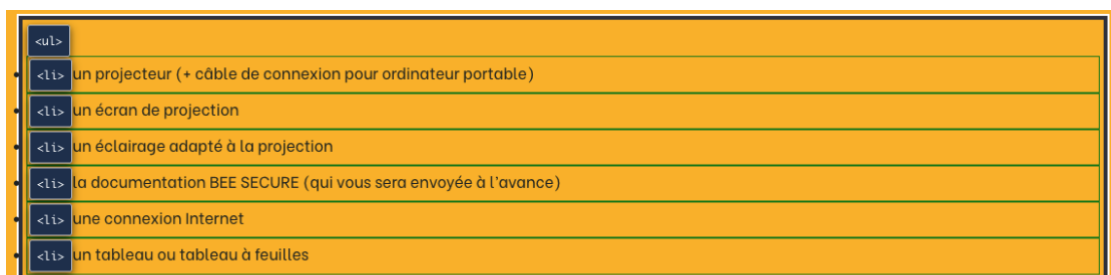 <ul>
<li> un projecteur (+ câble de connexion pour ordinateur portable)
<li> un écran de projection
<li> un éclairage adapté à la projection
<li> la documentation BEE SECURE (qui vous sera envoyée à l'avance)
<li> une connexion Internet
<li> un tableau ou tableau à feuilles